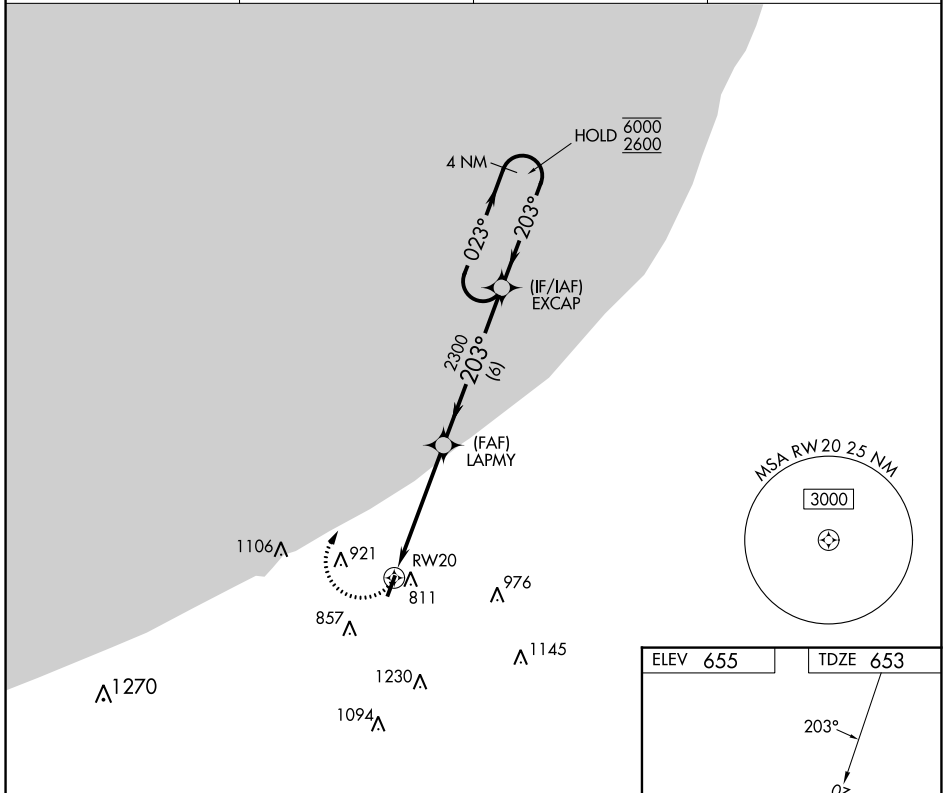 HOLD 6000
2600
4 NM
023°
203°
(IF/IAF)
EXCAP
2300
203°
(6)
(FAF)
LAPMY
MSA RW20 25 NM
3000
1106
921
RW20
811
976
857
1145
1230
1270
1094
ELEV 655
TDZE 653
203°